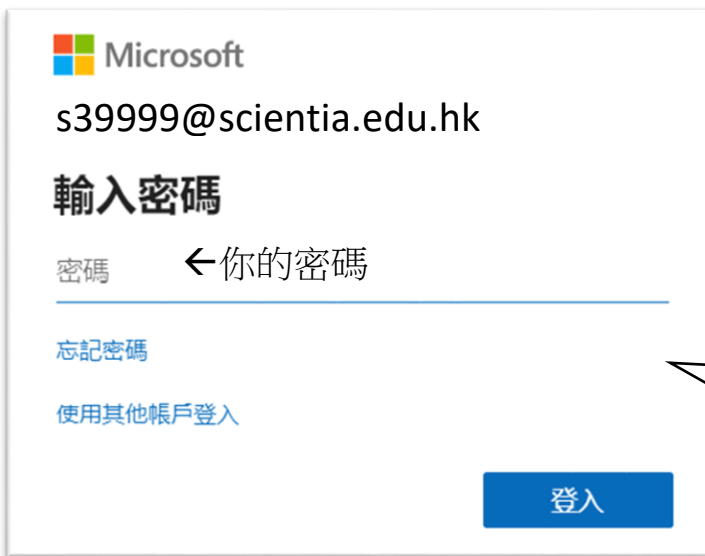 Microsoft
s39999@scientia.edu.hk
輸入密碼
密碼 ←你的密碼
忘記密碼
使用其他帳戶登入
登入